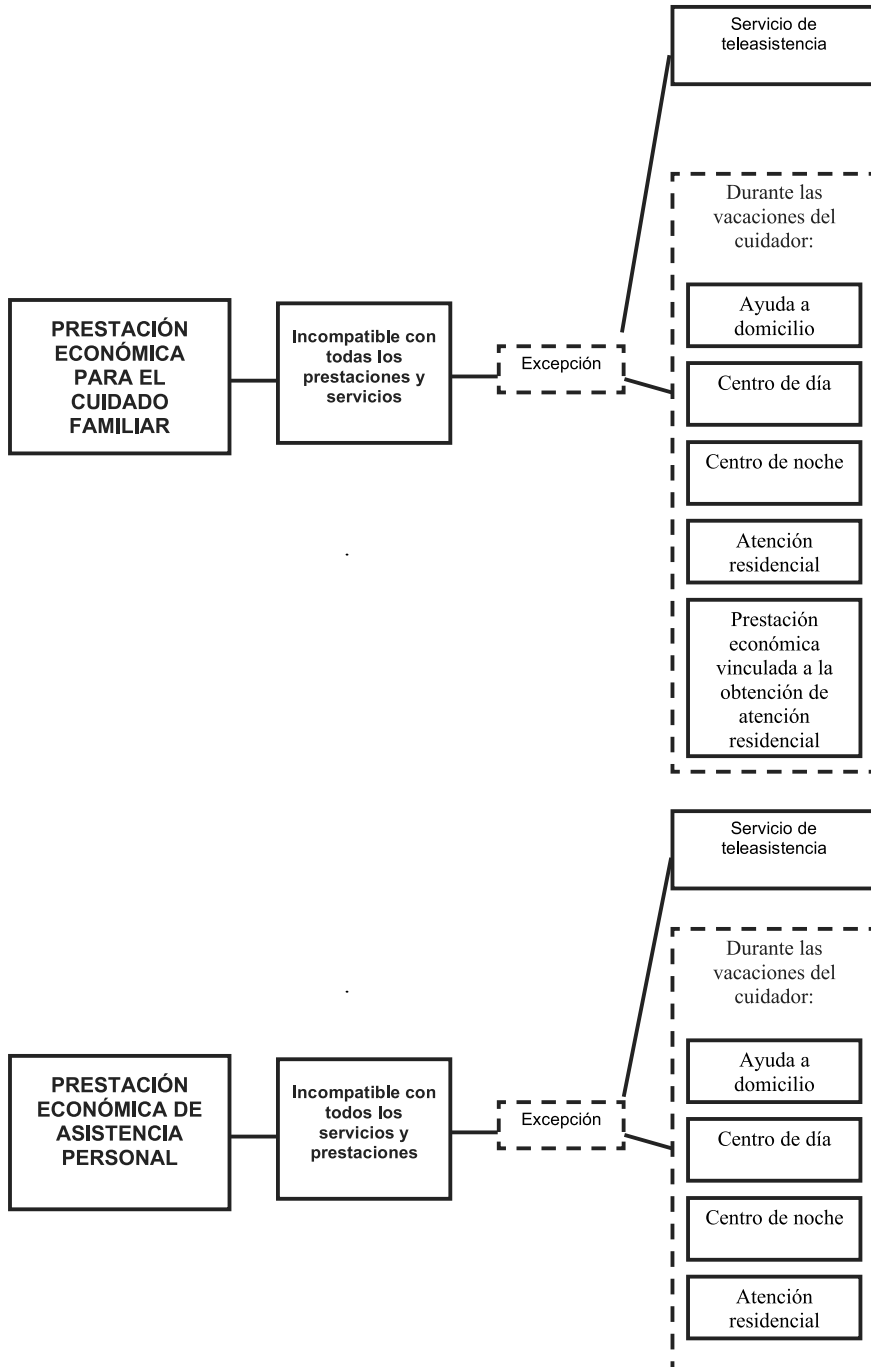 Servicio de
teleasistencia
Durante las
vacaciones del
cuidador:
Ayuda a
domicilio
PRESTACIÓN
ECONÓMICA
PARA EL
CUIDADO
FAMILIAR
Incompatible con
todas los
prestaciones y
servicios
Excepción
Centro de día
Centro de noche
Atención
residencial
Prestación
económica
vinculada a la
obtención de
atención
residencial
Servicio de
teleasistencia
Durante las
vacaciones del
cuidador:
Ayuda a
domicilio
PRESTACIÓN
ECONÓMICA DE
ASISTENCIA
PERSONAL
Incompatible con
todos los
servicios y
prestaciones
Excepción
Centro de día
Centro de noche
Atención
residencial